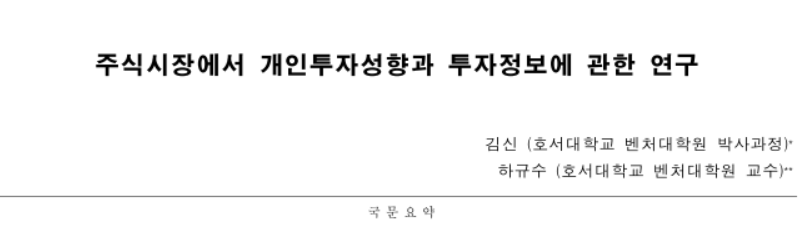 주식시장에서 개인투자성향과 투자정보에 관한 연구
김신 (호서대학교 벤처대학원 박사과정)*
하규수 (호서대학교 벤처대학원 교수)**
국 문 요 약